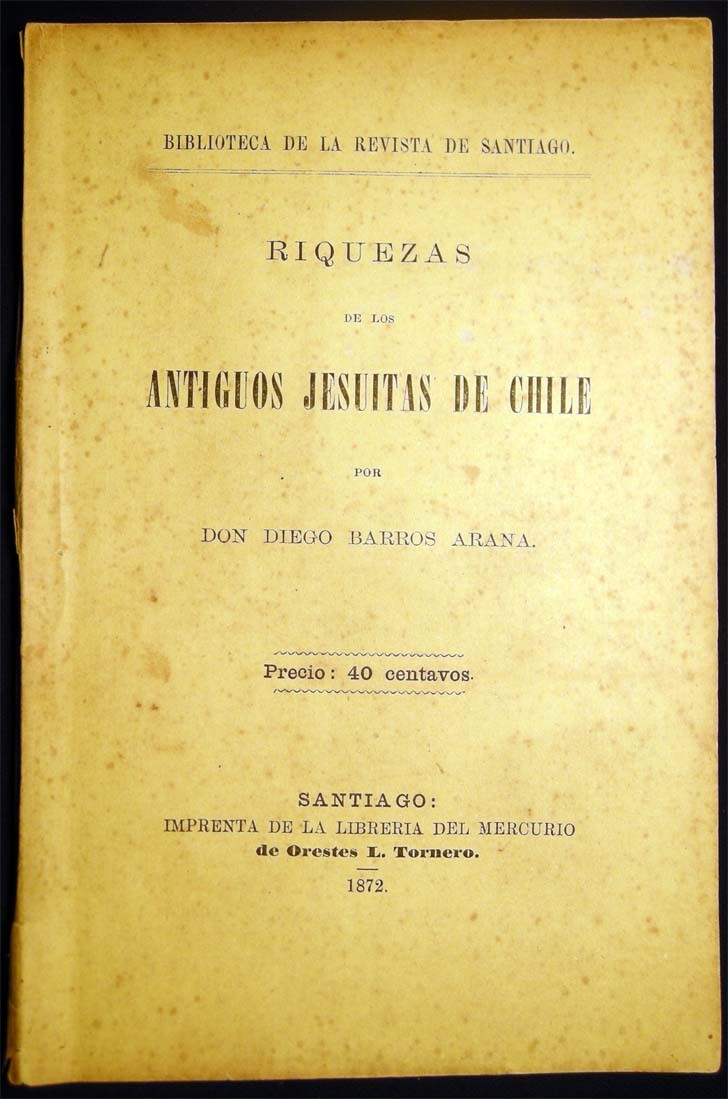 BIBLIOTECA DE LA REVISTA DE SANTIAGO.
RIQUEZAS
DE LOS
ANTIGUOS JESUITAS DE CHILE
POR
DON DIEGO BARROS ARANA.
Precio: 40 centavos.
SANTIAGO:
IMPRENTA DE LA LIBRERIA DEL MERCURIO
de Orestes L. Tornero.
1872.